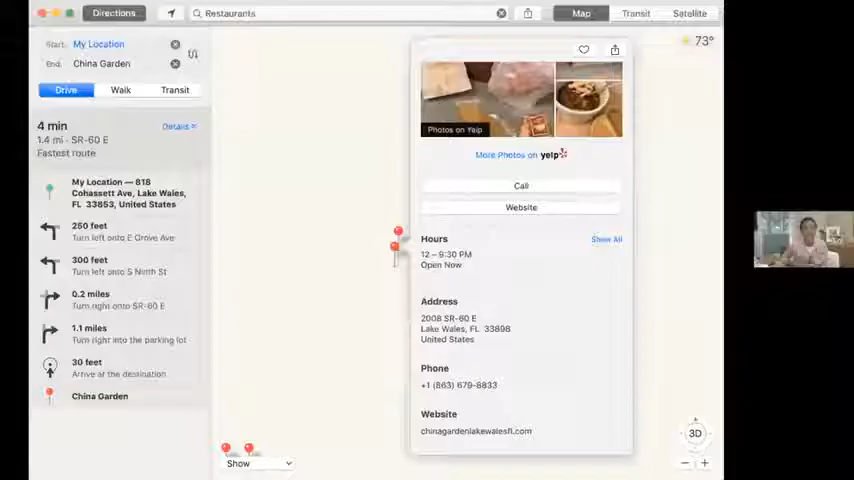 Directions
Restaurants
Map
Transit
Satellite
Start: My Location
End: China Garden
Drive
Walk
Transit
4 min
Details
1.4 mi · SR-60 E
Fastest route
My Location — 818
Cohassett Ave, Lake Wales,
FL 33853, United States
250 feet
Turn left onto E Grove Ave
300 feet
Turn left onto S Ninth St
0.2 miles
Turn right onto SR-60 E
1.1 miles
Turn right into the parking lot
30 feet
Arrive at the destination
China Garden
73°
Photos on Yelp
More Photos on yelp
Call
Website
Hours
Show All
12 – 9:30 PM
Open Now
Address
2008 SR-60 E
Lake Wales, FL 33898
United States
Phone
+1 (863) 679-8833
Website
chinagardenlakewalesfl.com
Show
3D